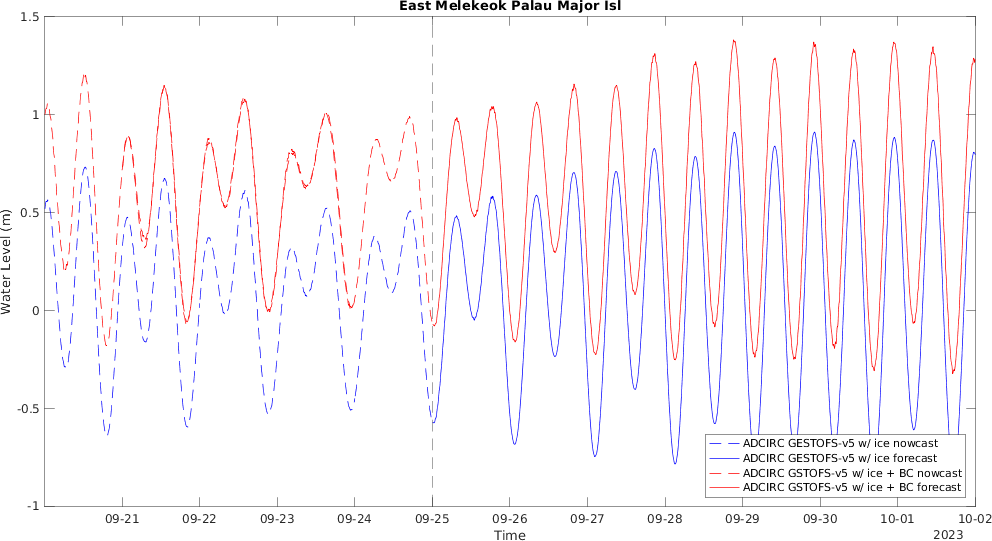 East Melekeok Palau Major Isl
1.5
1
0.5
0
-0.5
-1
Water Level (m)
ADCIRC GESTOFS-v5 w/ ice nowcast
ADCIRC GESTOFS-v5 w/ ice forecast
ADCIRC GSTOFS-v5 w/ ice + BC nowcast
ADCIRC GSTOFS-v5 w/ ice + BC forecast
09-21 09-22 09-23 09-24 09-25 09-26 09-27 09-28 09-29 09-30 10-01 10-02
Time
2023